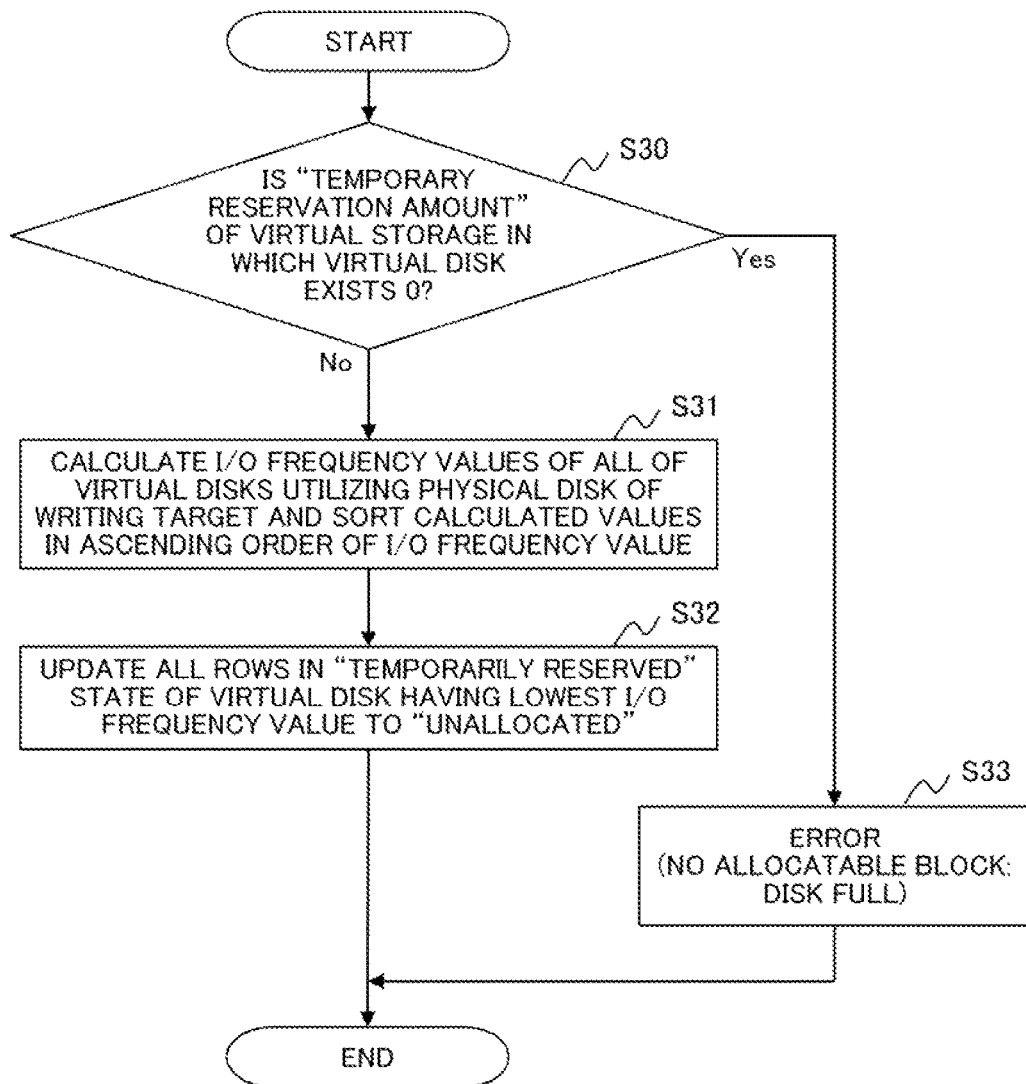 START
S30
IS “TEMPORARY
RESERVATION AMOUNT”
OF VIRTUAL STORAGE IN
WHICH VIRTUAL DISK
EXISTS 0?
Yes
No
S31
CALCULATE I/O FREQUENCY VALUES OF ALL OF
VIRTUAL DISKS UTILIZING PHYSICAL DISK OF
WRITING TARGET AND SORT CALCULATED VALUES
IN ASCENDING ORDER OF I/O FREQUENCY VALUE
S32
UPDATE ALL ROWS IN “TEMPORARILY RESERVED”
STATE OF VIRTUAL DISK HAVING LOWEST I/O
FREQUENCY VALUE TO “UNALLOCATED”
S33
ERROR
(NO ALLOCATABLE BLOCK:
DISK FULL)
END